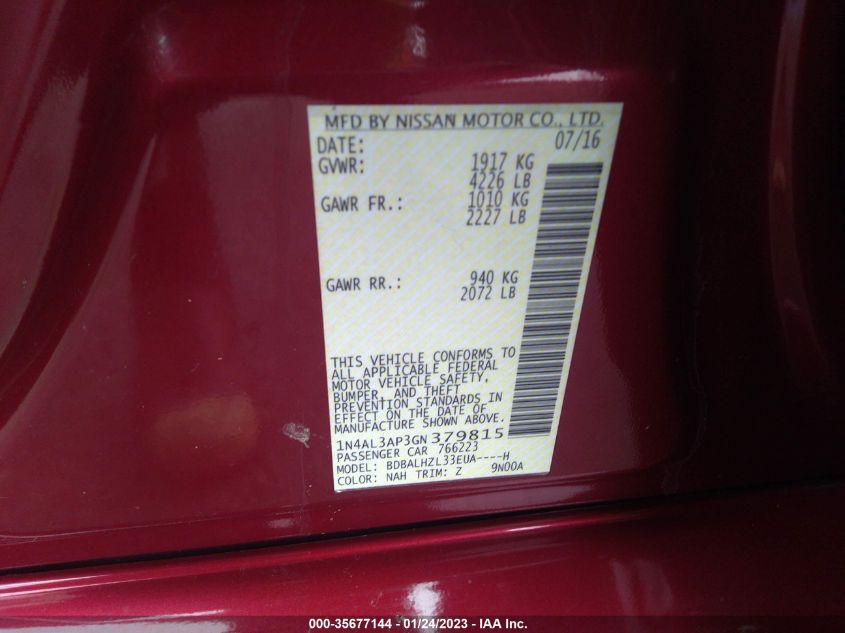 MFD BY NISSAN MOTOR CO., LTD.
DATE: 07/16
GVWR: 1917 KG
4226 LB
GAWR FR.: 1010 KG
2227 LB
GAWR RR.: 940 KG
2072 LB
THIS VEHICLE CONFORMS TO
ALL APPLICABLE FEDERAL
MOTOR VEHICLE SAFETY,
BUMPER, AND THEFT
PREVENTION STANDARDS IN
EFFECT ON THE DATE OF
MANUFACTURE SHOWN ABOVE.
1N4AL3AP3GN379815
PASSENGER CAR 766223
MODEL: BDBALHZL33EUA----H
COLOR: NAH TRIM: Z 9N00A
000-35677144 - 01/24/2023 - IAA Inc.